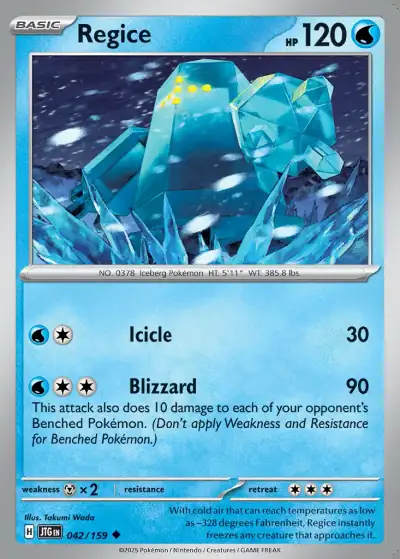 BASIC
Regice
HP 120
NO. 0378 Iceberg Pokémon HT: 5'11" WT: 385.8 lbs.
Icicle 30
Blizzard 90
This attack also does 10 damage to each of your opponent's
Benched Pokémon. (Don't apply Weakness and Resistance
for Benched Pokémon.)
weakness ×2 resistance retreat
Illus. Takumi Wada
H JTG EN 042/159
With cold air that can reach temperatures as low
as -328 degrees Fahrenheit, Regice instantly
freezes any creature that approaches it.
©2025 Pokémon / Nintendo / Creatures / GAME FREAK